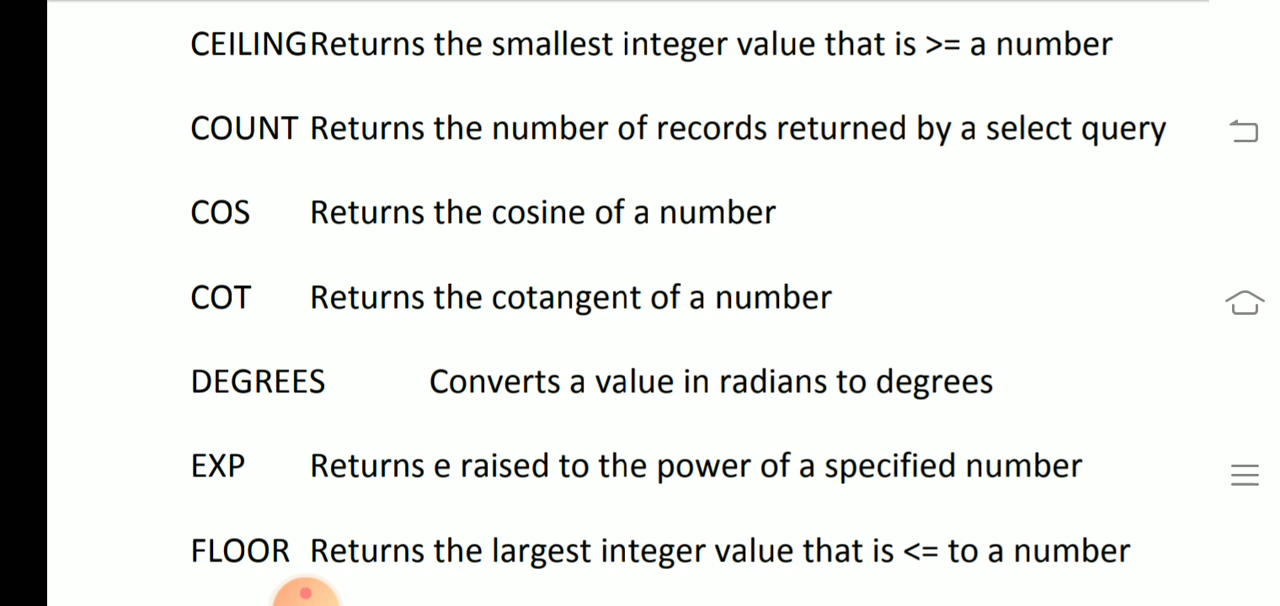 CEILINGReturns the smallest integer value that is >= a number
COUNT Returns the number of records returned by a select query
COS Returns the cosine of a number
COT Returns the cotangent of a number
DEGREES Converts a value in radians to degrees
EXP Returns e raised to the power of a specified number
FLOOR Returns the largest integer value that is <= to a number